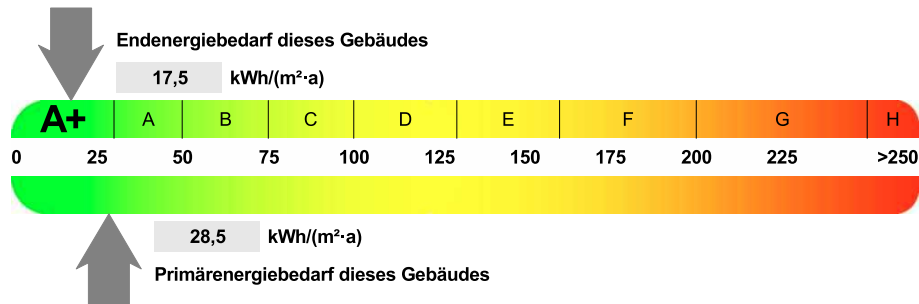 Endenergiebedarf dieses Gebäudes
17,5 kWh/(m²·a)
A+ A B C D E F G H
0 25 50 75 100 125 150 175 200 225 >250
28,5 kWh/(m²·a)
Primärenergiebedarf dieses Gebäudes